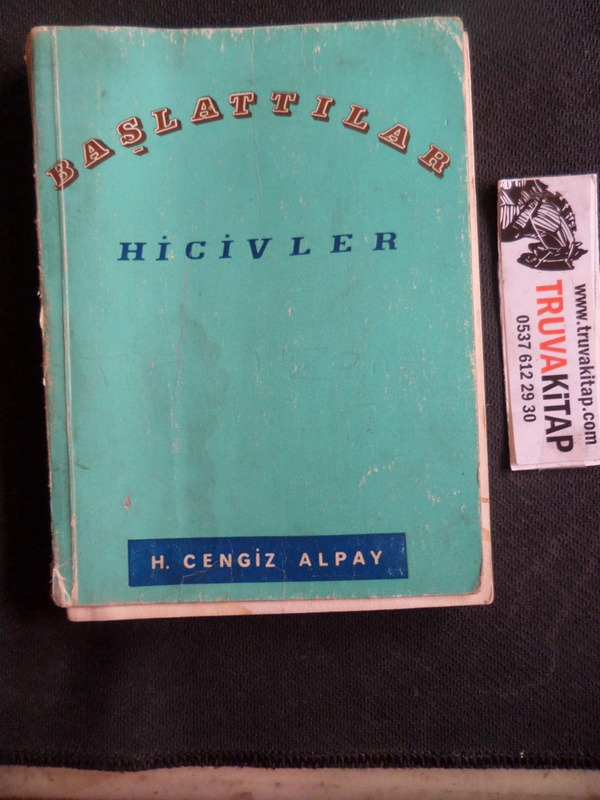 BAŞLATTILAR
HİCİVLER
H. CENGİZ ALPAY
www.truvakitap.com
TRUVAKİTAP
0537 612 29 30